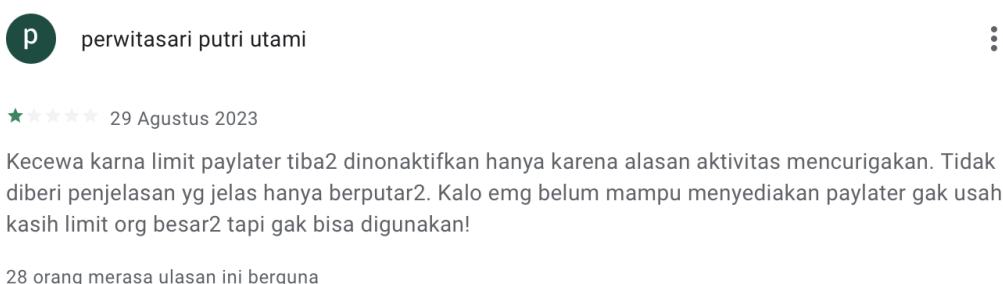 p
perwitasari putri utami
29 Agustus 2023
Kecewa karna limit paylater tiba2 dinonaktifkan hanya karena alasan aktivitas mencurigakan. Tidak
diberi penjelasan yg jelas hanya berputar2. Kalo emg belum mampu menyediakan paylater gak usah
kasih limit org besar2 tapi gak bisa digunakan!
28 orang merasa ulasan ini berguna